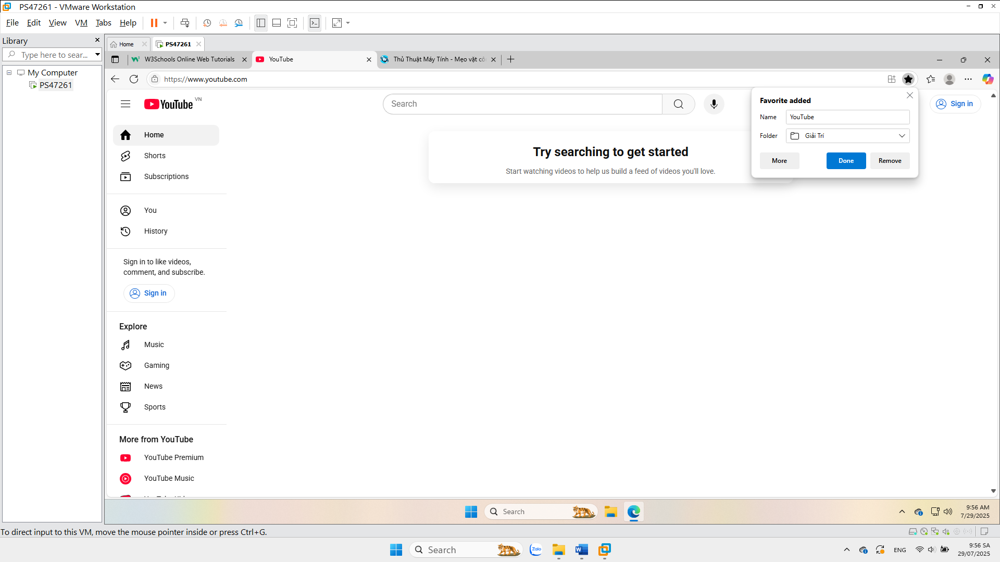 PS47261 - VMware Workstation
File Edit View VM Tabs Help
Library
Type here to sear...
My Computer
PS47261
Home
PS47261
W3Schools Online Web Tutorials
YouTube
Thủ Thuật Máy Tính - Mẹo vặt cô
https://www.youtube.com
YouTube VN
Search
Sign in
Favorite added
Name YouTube
Folder Giải Trí
More Done Remove
Home
Shorts
Subscriptions
You
History
Sign in to like videos,
comment, and subscribe.
Sign in
Explore
Music
Gaming
News
Sports
More from YouTube
YouTube Premium
YouTube Music
Try searching to get started
Start watching videos to help us build a feed of videos you'll love.
Search
9:56 AM
7/29/2025
To direct input to this VM, move the mouse pointer inside or press Ctrl+G.
Search
Zalo
ENG
9:56 SA
29/07/2025